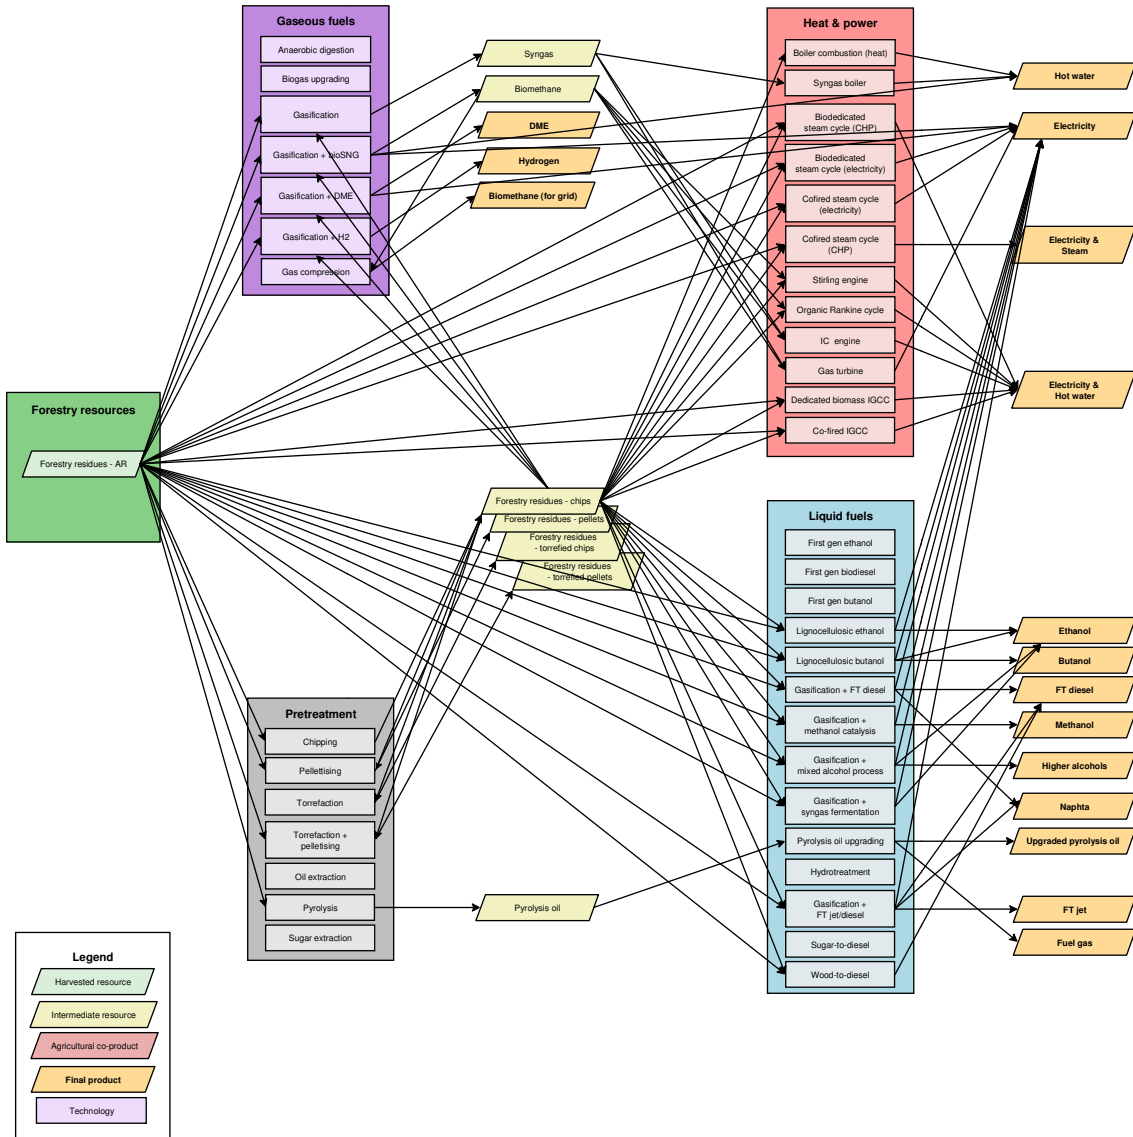 Gaseous fuels
Anaerobic digestion
Biogas upgrading
Gasification
Gasification + bioSNG
Gasification + DME
Gasification + H2
Gas compression
Syngas
Biomethane
DME
Hydrogen
Biomethane (for grid)
Heat & power
Boiler combustion (heat)
Syngas boiler
Biodedicated
steam cycle (CHP)
Biodedicated
steam cycle (electricity)
Cofired steam cycle
(electricity)
Cofired steam cycle
(CHP)
Stirling engine
Organic Rankine cycle
IC engine
Gas turbine
Dedicated biomass IGCC
Co-fired IGCC
Hot water
Electricity
Electricity &
Steam
Electricity &
Hot water
Forestry resources
Forestry residues - AR
Forestry residues - chips
Forestry residues - pellets
Forestry residues
- torrefied chips
Forestry residues
- torrefied pellets
Liquid fuels
First gen ethanol
First gen biodiesel
First gen butanol
Lignocellulosic ethanol
Lignocellulosic butanol
Gasification + FT diesel
Gasification +
methanol catalysis
Gasification +
mixed alcohol process
Gasification +
syngas fermentation
Pyrolysis oil upgrading
Hydrotreatment
Gasification +
FT jet/diesel
Sugar-to-diesel
Wood-to-diesel
Ethanol
Butanol
FT diesel
Methanol
Higher alcohols
Naphta
Upgraded pyrolysis oil
FT jet
Fuel gas
Pretreatment
Chipping
Pellettising
Torrefaction
Torrefaction +
pelletising
Oil extraction
Pyrolysis
Sugar extraction
Pyrolysis oil
Legend
Harvested resource
Intermediate resource
Agricultural co-product
Final product
Technology